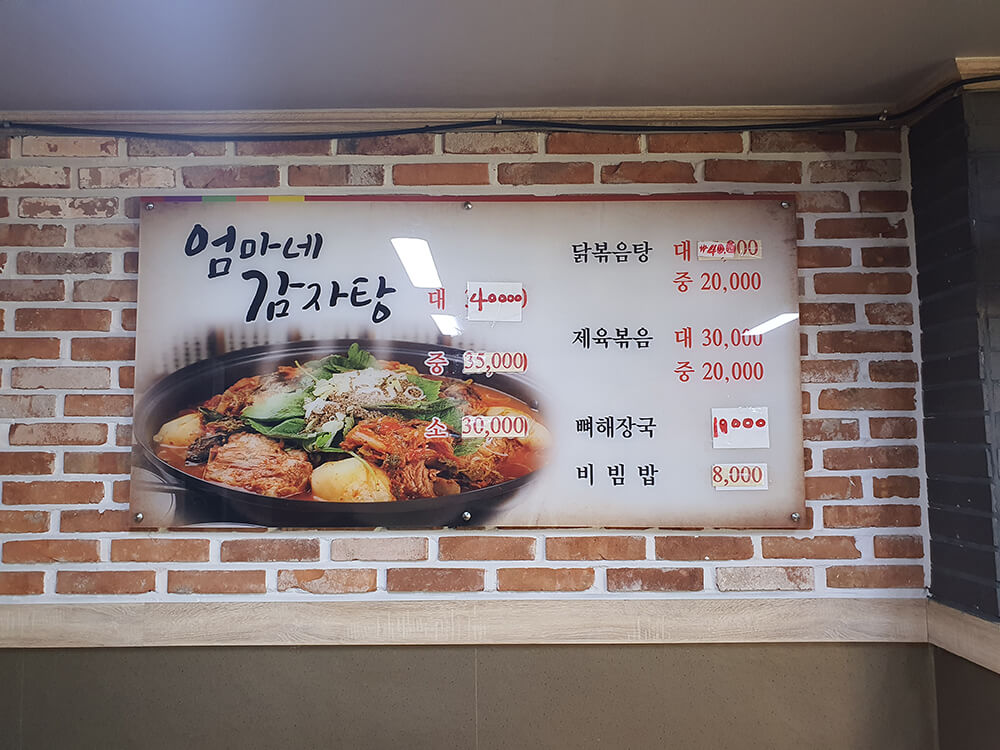 엄마네
감자탕
대 40000)
중 35,000)
소 30,000)
닭볶음탕 대 40,000
중 20,000
제육볶음 대 30,000
중 20,000
뼈해장국 10000
비빔밥 8,000